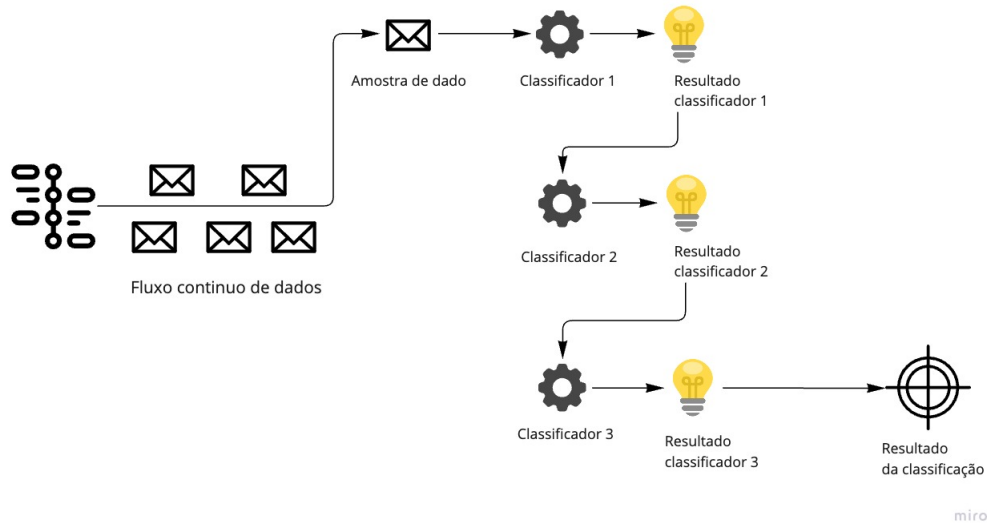 Amostra de dado
Classificador 1
Resultado
classificador 1
Fluxo continuo de dados
Classificador 2
Resultado
classificador 2
Classificador 3
Resultado
classificador 3
Resultado
da classificação
miro